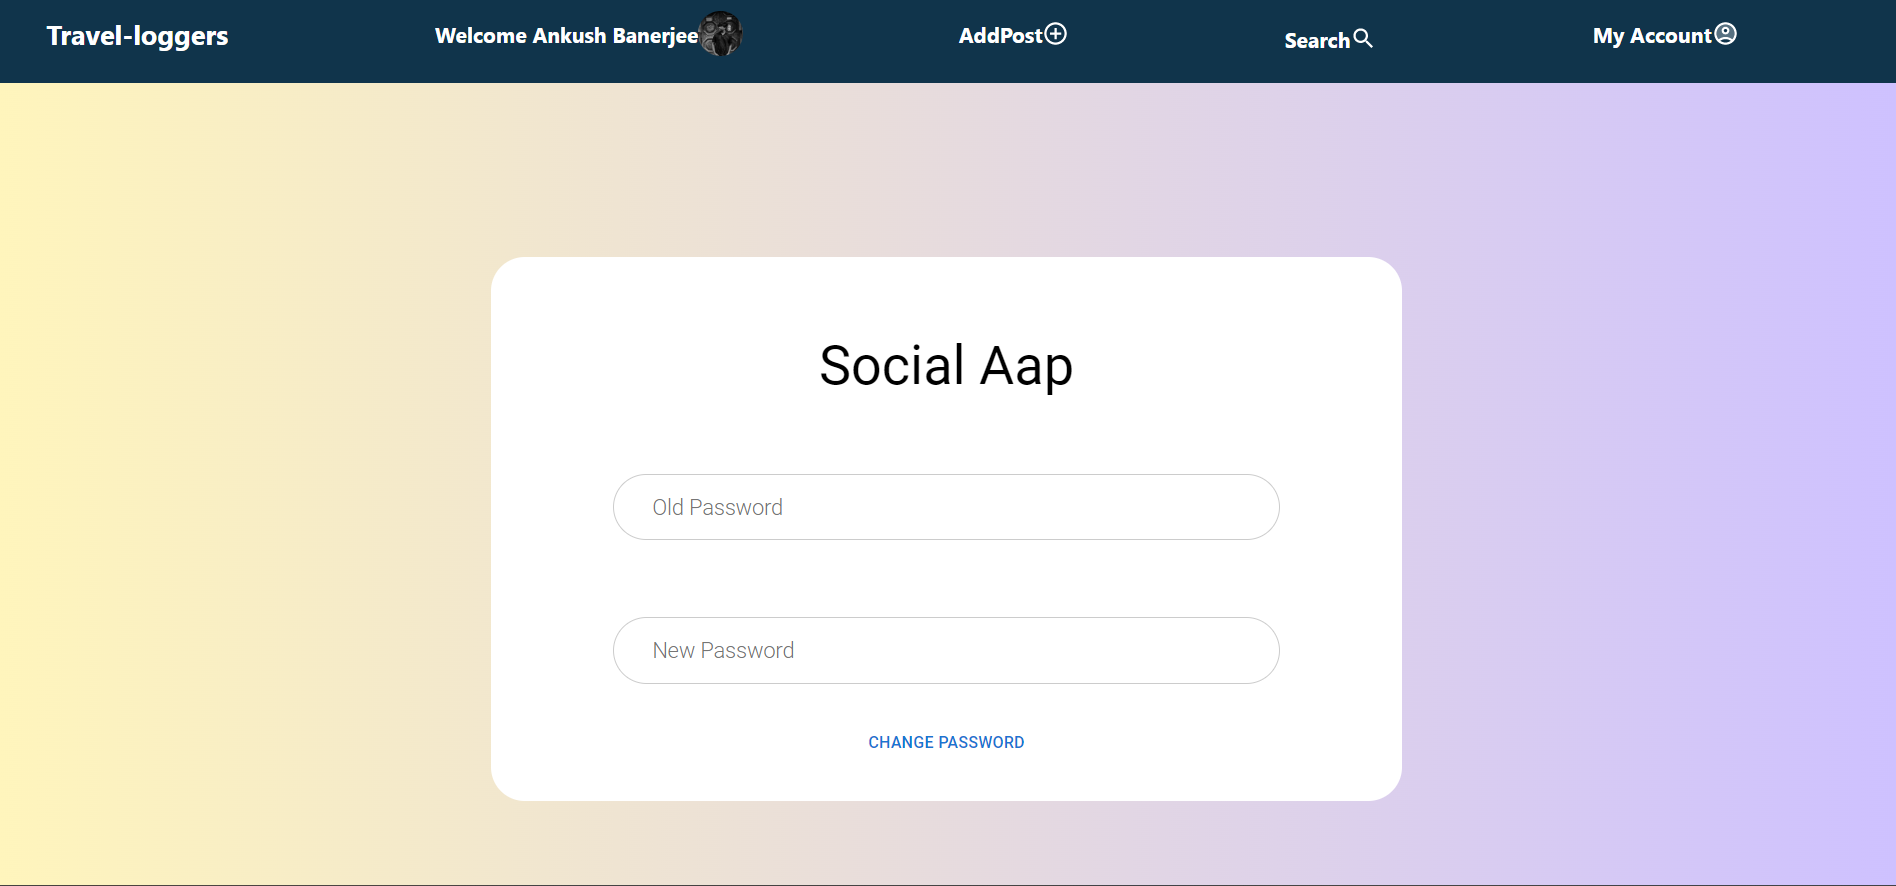 Travel-loggers
Welcome Ankush Banerjee
AddPost
Search
My Account
Social Aap
Old Password
New Password
CHANGE PASSWORD